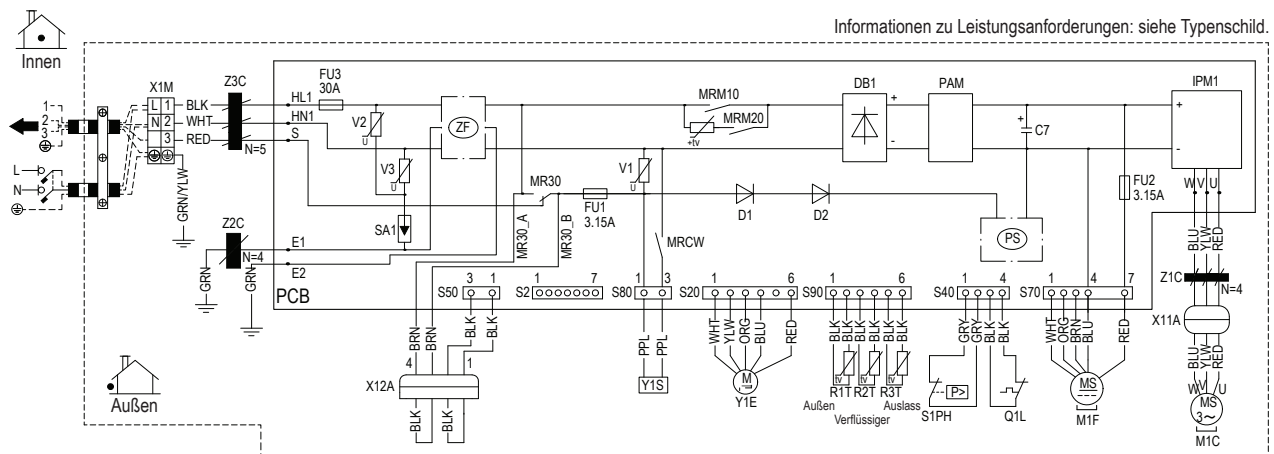 Informationen zu Leistungsanforderungen: siehe Typenschild.
Innen
X1M
Z3C
FU3
30A
MRM10
DB1
PAM
IPM1
1
2
3
L 1
N 2
3
BLK
WHT
RED
N=5
HL1
HN1
S
V2
U
ZF
MRM20
+tv
+
-
+
C7
+
-
V3
U
MR30
V1
U
FU1
3.15A
D1
D2
FU2
3.15A
W
V
U
L
N
GRN/YLW
SA1
MR30_A
MR30_B
MRCW
PS
Z2C
N=4
E1
E2
GRN
GRN
PCB
BLU
YLW
RED
Z1C
N=4
S50
3
1
S2
1
7
S80
1
3
S20
1
6
S90
1
6
S40
1
4
S70
1
4
7
BRN
BRN
BLK
BLK
PPL
PPL
WHT
YLW
ORG
BLU
RED
BLK
BLK
BLK
BLK
BLK
BLK
GRY
GRY
BLK
BLK
WHT
ORG
BRN
BLU
RED
X11A
4
1
X12A
BLK
BLK
Y1S
M
Y1E
tv
tv
tv
R1T
R2T
R3T
Außen
Verflüssiger
Auslass
P>
S1PH
Q1L
MS
M1F
BLU
YLW
RED
W
V
U
MS
3~
M1C
Außen